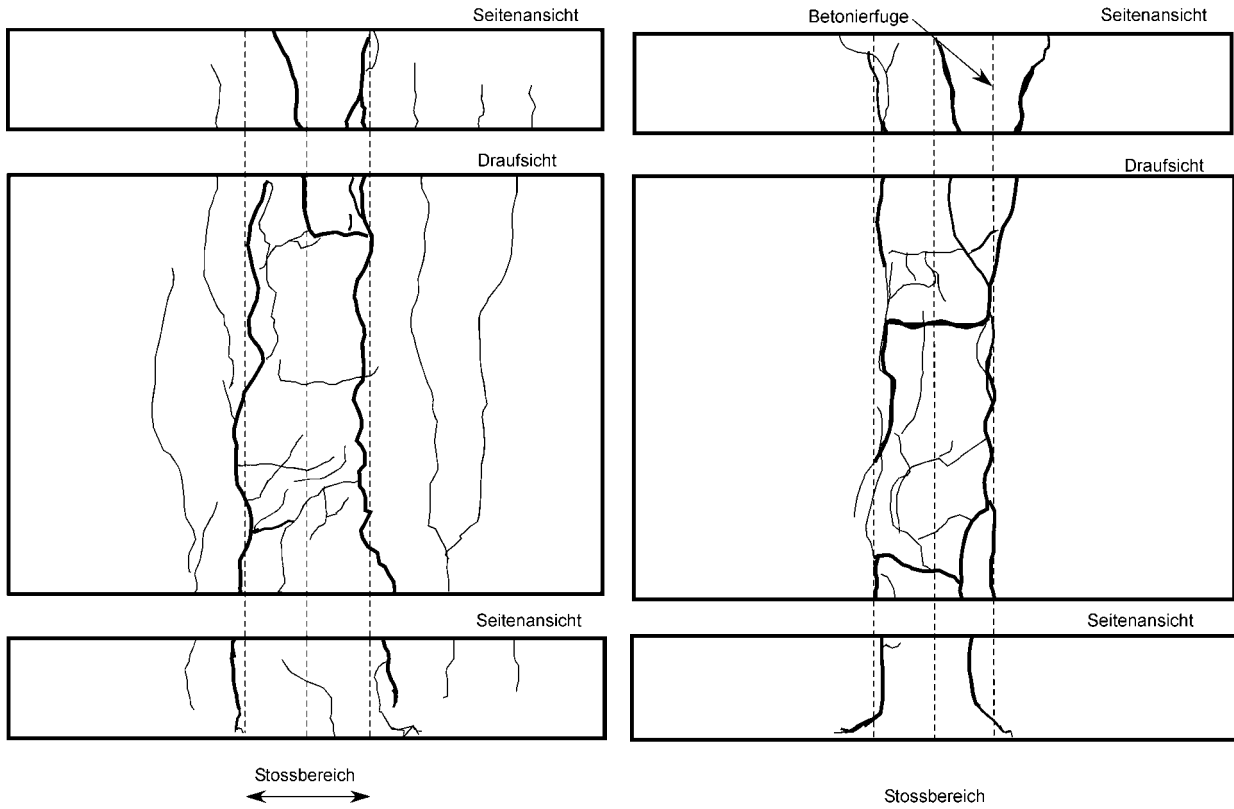 Seitenansicht
Draufsicht
Seitenansicht
Stossbereich
Betonierfuge
Seitenansicht
Draufsicht
Seitenansicht
Stossbereich